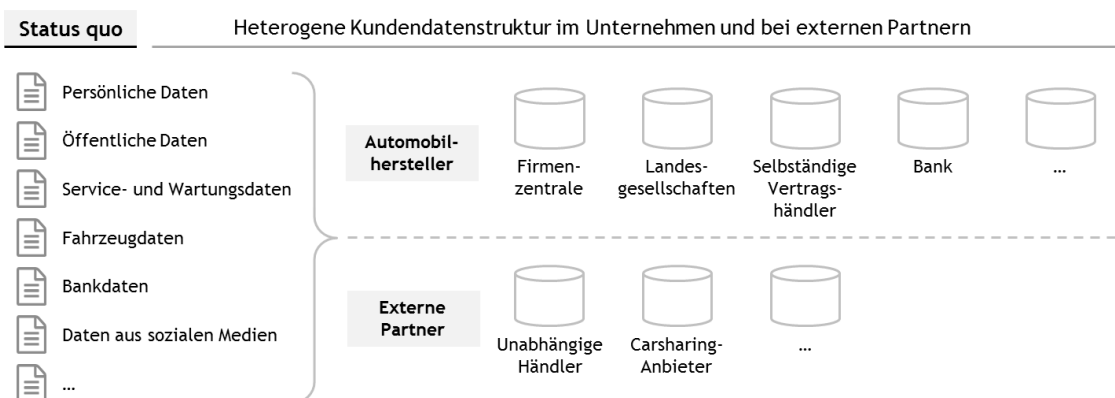 Status quo
Heterogene Kundendatenstruktur im Unternehmen und bei externen Partnern
Persönliche Daten
Öffentliche Daten
Service- und Wartungsdaten
Fahrzeugdaten
Bankdaten
Daten aus sozialen Medien
...
Automobil-
hersteller
Firmen-
zentrale
Landes-
gesellschaften
Selbständige
Vertrags-
händler
Bank
...
Externe
Partner
Unabhängige
Händler
Carsharing-
Anbieter
...